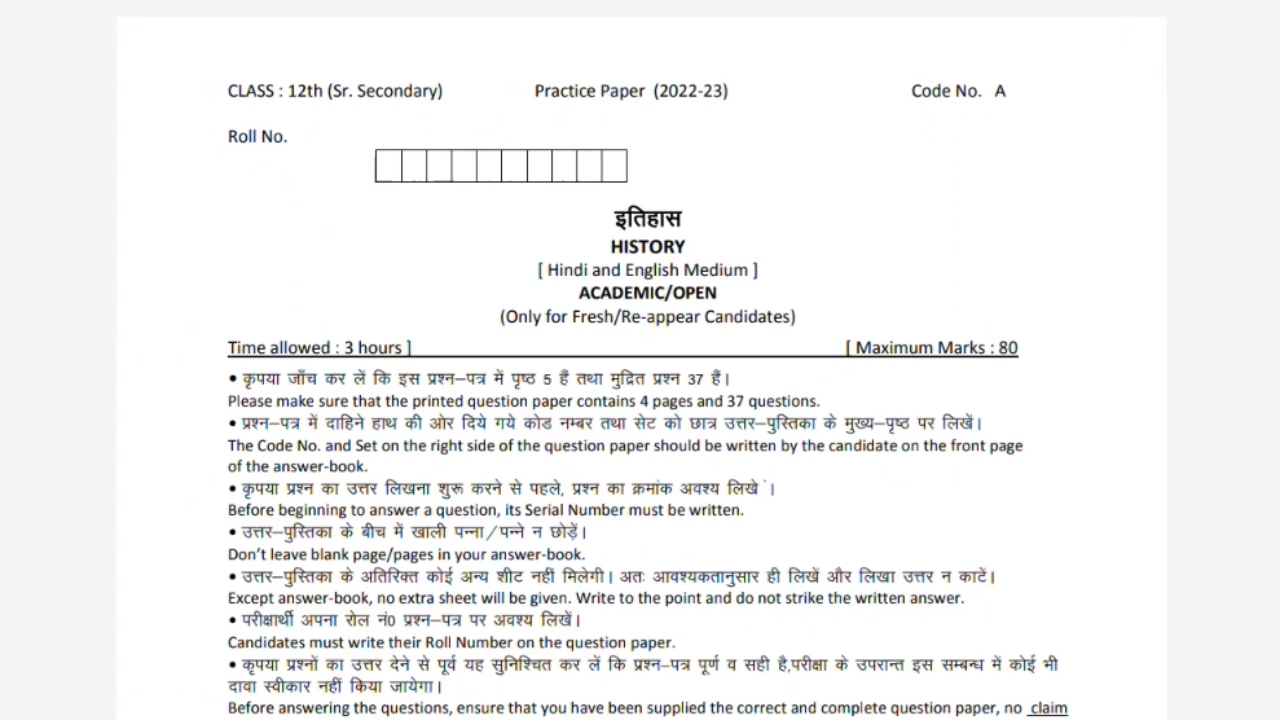 CLASS : 12th (Sr. Secondary) Practice Paper (2022-23) Code No. A
Roll No.
इतिहास
HISTORY
[ Hindi and English Medium ]
ACADEMIC/OPEN
(Only for Fresh/Re-appear Candidates)
Time allowed : 3 hours ] [ Maximum Marks : 80
• कृपया जाँच कर लें कि इस प्रश्न–पत्र में पृष्ठ 5 हैं तथा मुद्रित प्रश्न 37 हैं।
Please make sure that the printed question paper contains 4 pages and 37 questions.
• प्रश्न–पत्र में दाहिने हाथ की ओर दिये गये कोड नम्बर तथा सेट को छात्र उत्तर–पुस्तिका के मुख्य–पृष्ठ पर लिखें।
The Code No. and Set on the right side of the question paper should be written by the candidate on the front page
of the answer-book.
• कृपया प्रश्न का उत्तर लिखना शुरू करने से पहले, प्रश्न का क्रमांक अवश्य लिखे ं।
Before beginning to answer a question, its Serial Number must be written.
• उत्तर–पुस्तिका के बीच में खाली पन्ना/पन्ने न छोड़ें।
Don't leave blank page/pages in your answer-book.
• उत्तर–पुस्तिका के अतिरिक्त कोई अन्य शीट नहीं मिलेगी। अतः आवश्यकतानुसार ही लिखें और लिखा उत्तर न काटें।
Except answer-book, no extra sheet will be given. Write to the point and do not strike the written answer.
• परीक्षार्थी अपना रोल नं0 प्रश्न–पत्र पर अवश्य लिखें।
Candidates must write their Roll Number on the question paper.
• कृपया प्रश्नों का उत्तर देने से पूर्व यह सुनिश्चित कर लें कि प्रश्न–पत्र पूर्ण व सही है,परीक्षा के उपरान्त इस सम्बन्ध में कोई भी
दावा स्वीकार नहीं किया जायेगा।
Before answering the questions, ensure that you have been supplied the correct and complete question paper, no claim